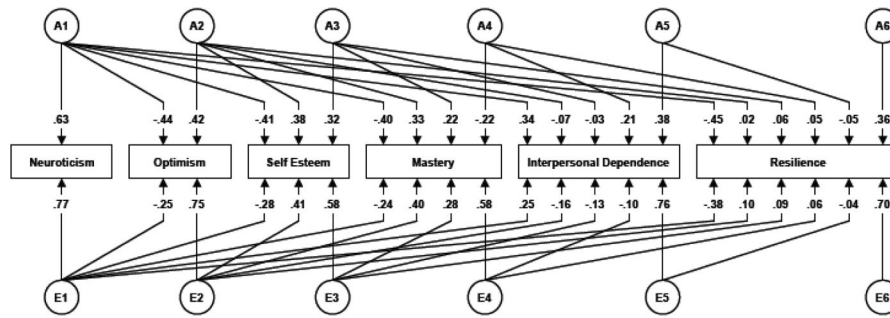 A1 A2 A3 A4 A5 A6
.63 -.44 .42 -.41 .38 .32 -.40 .33 .22 -.22 .34 -.07 -.03 .21 .38 -.45 .02 .06 .05 -.05 .36
Neuroticism Optimism Self Esteem Mastery Interpersonal Dependence Resilience
.77 -.25 .75 -.28 .41 .58 -.24 .40 .28 .58 .25 -.16 -.13 -.10 .76 -.38 .10 .09 .06 -.04 .70
E1 E2 E3 E4 E5 E6